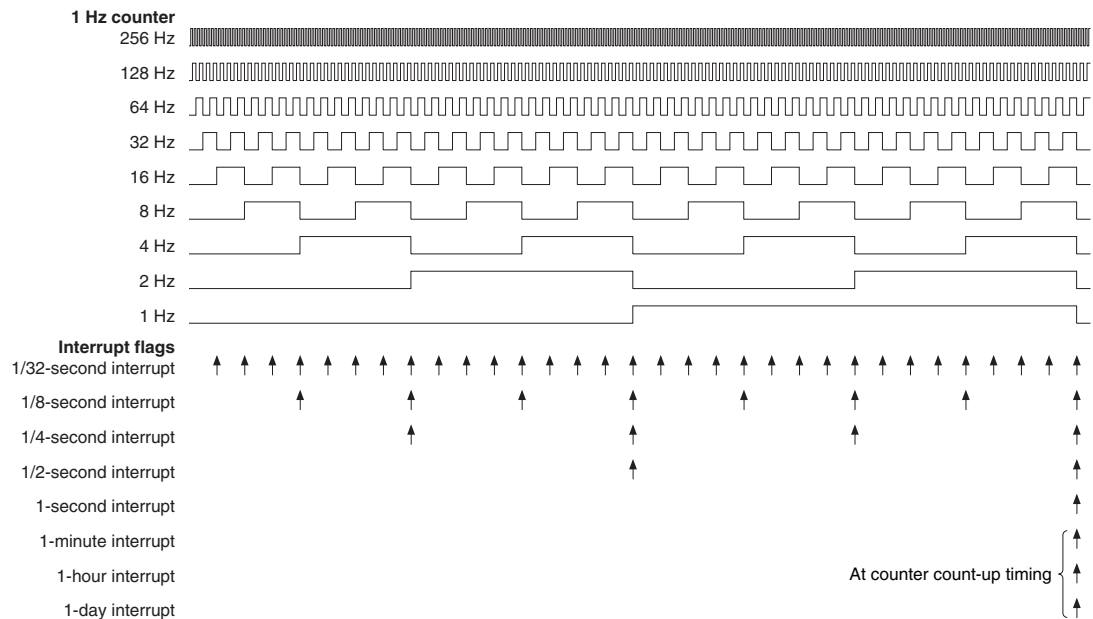 1 Hz counter
256 Hz
128 Hz
64 Hz
32 Hz
16 Hz
8 Hz
4 Hz
2 Hz
1 Hz
Interrupt flags
1/32-second interrupt
1/8-second interrupt
1/4-second interrupt
1/2-second interrupt
1-second interrupt
1-minute interrupt
1-hour interrupt
At counter count-up timing
1-day interrupt